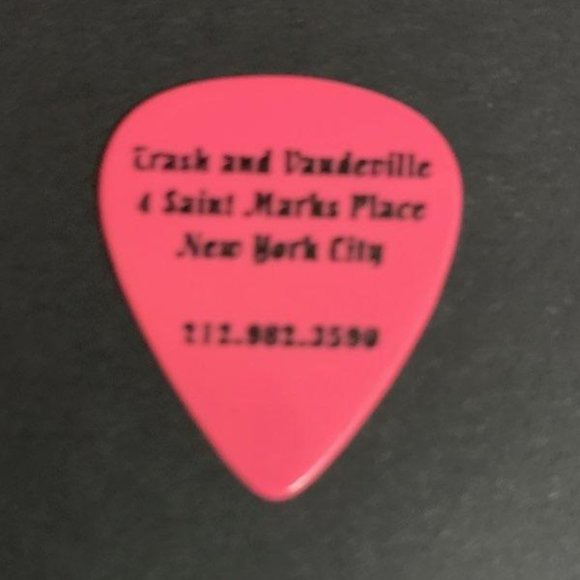 Trash and Vaudeville
4 Saint Marks Place
New York City
212.982.3590